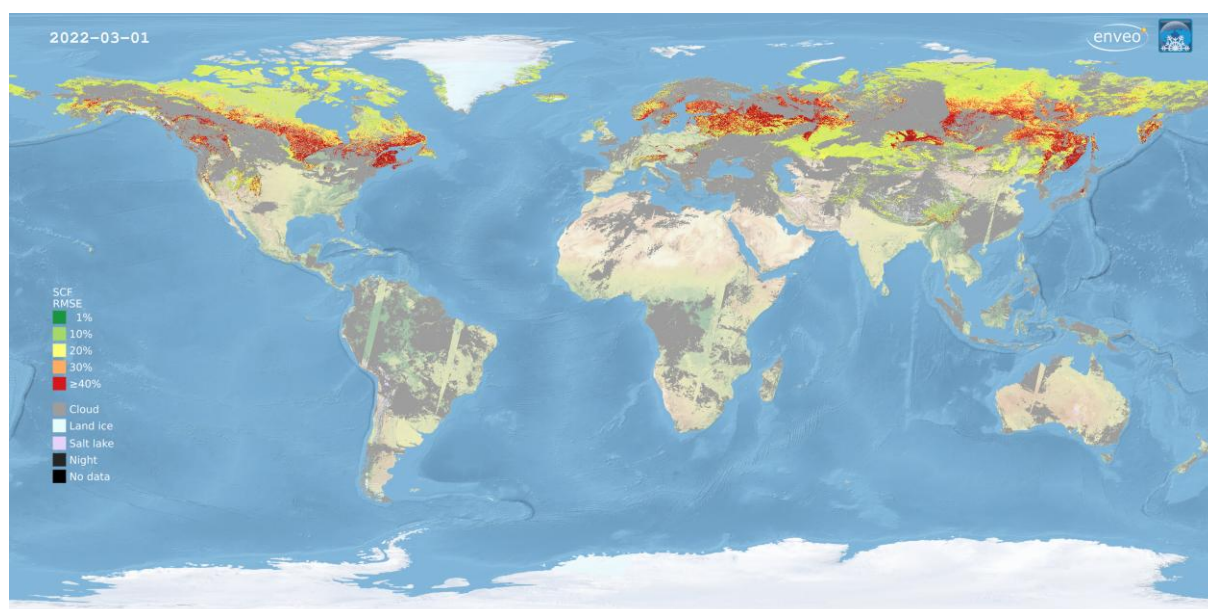 2022-03-01
enveo
SCF
RMSE
1%
10%
20%
30%
≥40%
Cloud
Land ice
Salt lake
Night
No data